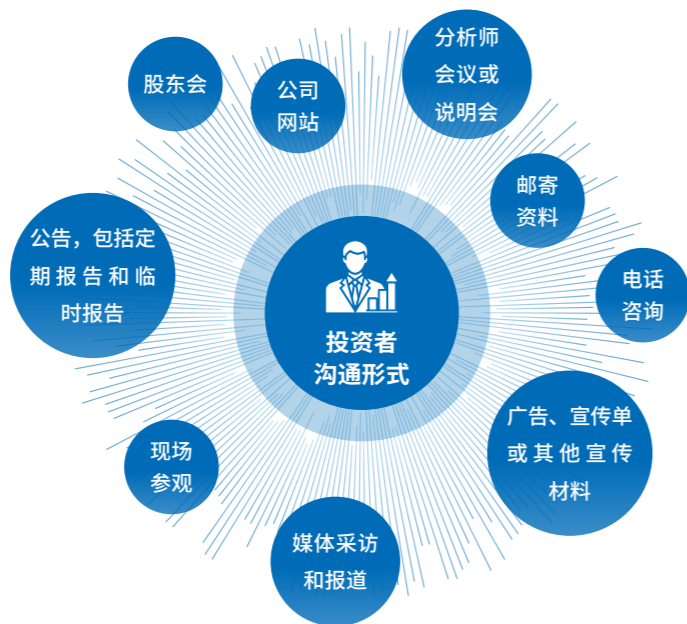 股东会
公司
网站
分析师
会议或
说明会
邮寄
资料
公告，包括定
期报告和临
时报告
电话
咨询
投资者
沟通形式
广告、宣传单
或其他宣传
材料
现场
参观
媒体采访
和报道